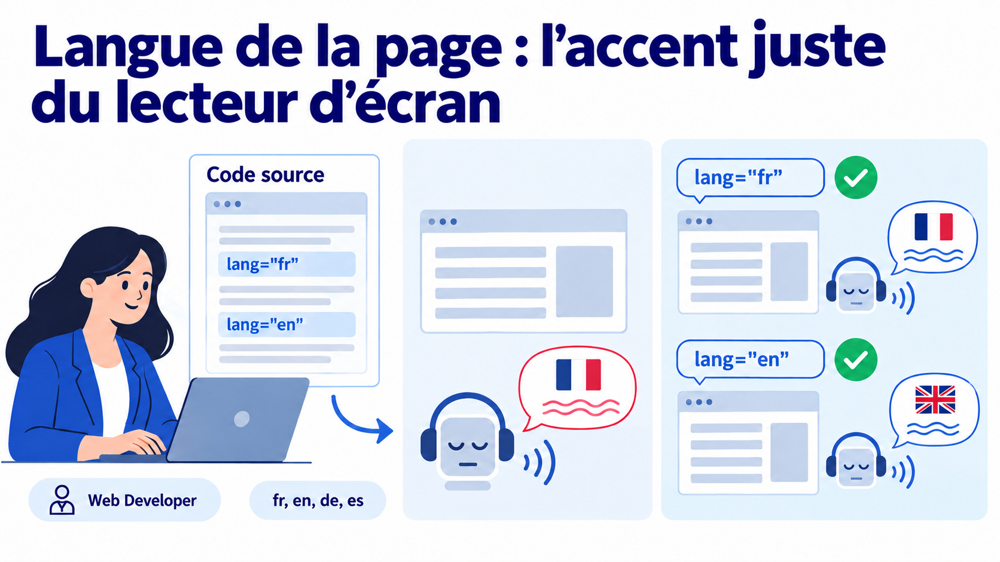 Langue de la page : l’accent juste
du lecteur d’écran
Code source
lang="fr”
lang=”en”
Web Developer
fr, en, de, es
lang=“fr”
lang=”en”